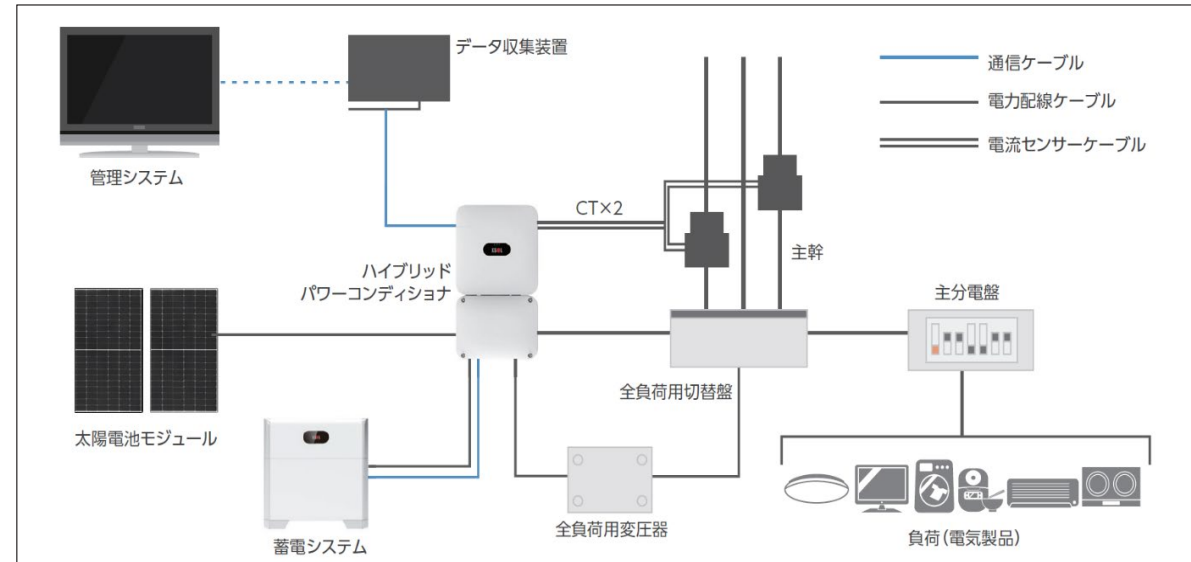 データ収集装置
通信ケーブル
電力配線ケーブル
電流センサーケーブル
管理システム
CT×2
主幹
ハイブリッド
パワーコンディショナ
主分電盤
全負荷用切替盤
太陽電池モジュール
全負荷用変圧器
蓄電システム
負荷(電気製品)